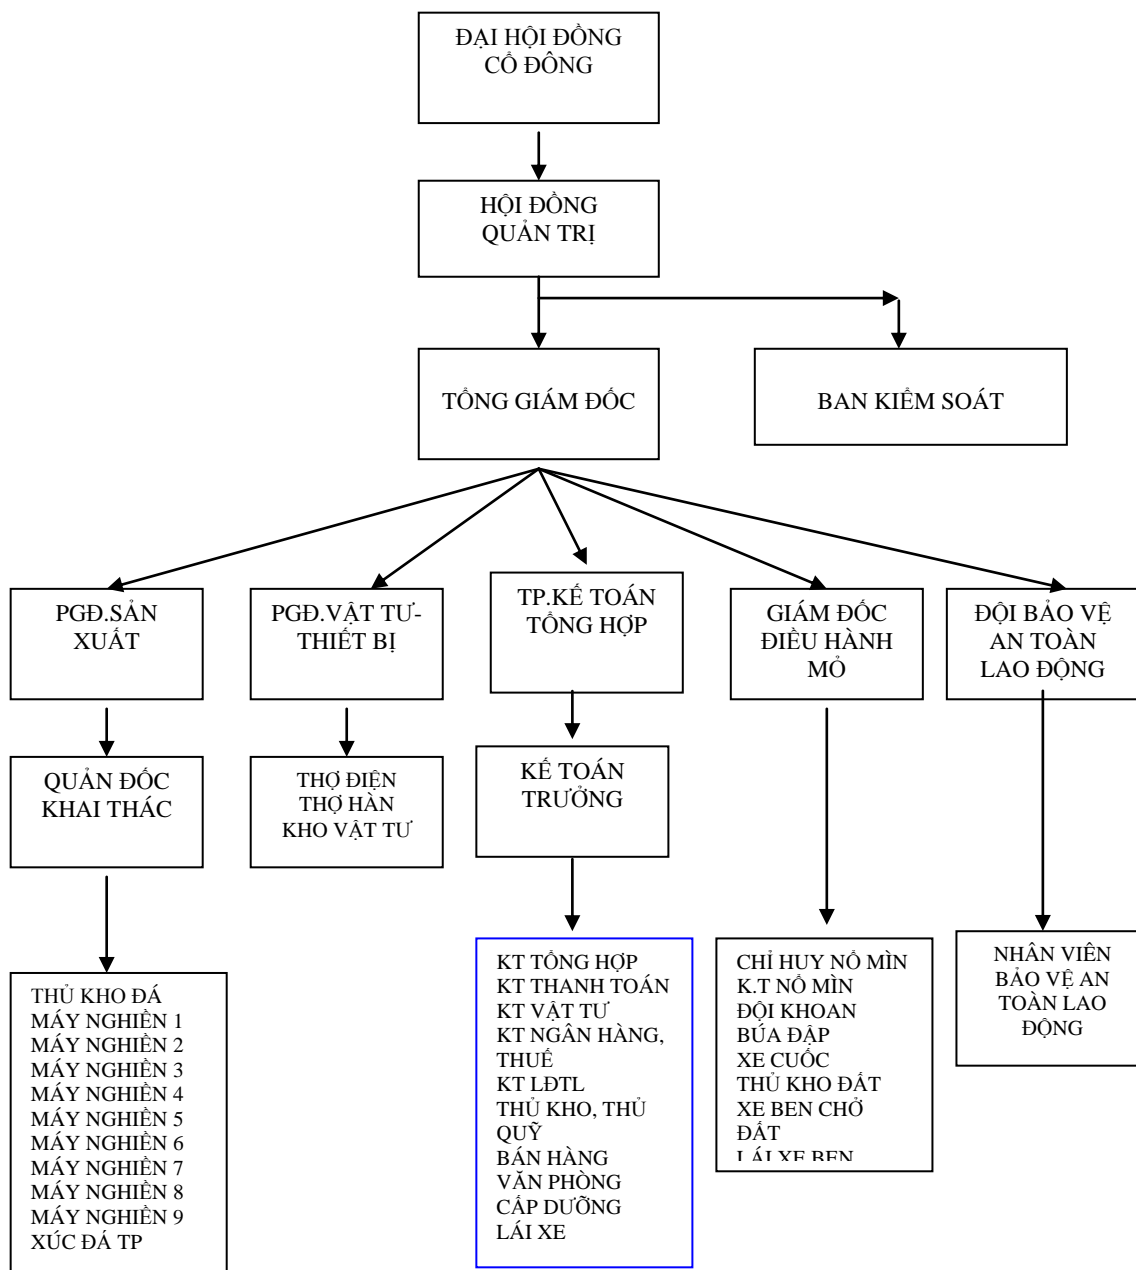 ĐẠI HỘI ĐỒNG
CỔ ĐÔNG
HỘI ĐỒNG
QUẢN TRỊ
TỔNG GIÁM ĐỐC
BAN KIỂM SOÁT
PGĐ.SẢN
XUẤT
PGĐ.VẬT TƯ-
THIẾT BỊ
TP.KẾ TOÁN
TỔNG HỢP
GIÁM ĐỐC
ĐIỀU HÀNH
MỎ
ĐỘI BẢO VỆ
AN TOÀN
LAO ĐỘNG
QUẢN ĐỐC
KHAI THÁC
THỢ ĐIỆN
THỢ HÀN
KHO VẬT TƯ
KẾ TOÁN
TRƯỞNG
THỦ KHO ĐÁ
MÁY NGHIỀN 1
MÁY NGHIỀN 2
MÁY NGHIỀN 3
MÁY NGHIỀN 4
MÁY NGHIỀN 5
MÁY NGHIỀN 6
MÁY NGHIỀN 7
MÁY NGHIỀN 8
MÁY NGHIỀN 9
XÚC ĐÁ TP
KT TỔNG HỢP
KT THANH TOÁN
KT VẬT TƯ
KT NGÂN HÀNG,
THUẾ
KT LĐTL
THỦ KHO, THỦ
QUỸ
BÁN HÀNG
VĂN PHÒNG
CẤP DƯỠNG
LÁI XE
CHỈ HUY NỔ MÌN
K.T NỔ MÌN
ĐỘI KHOAN
BÚA ĐẬP
XE CUỐC
THỦ KHO ĐẤT
XE BEN CHỞ
ĐẤT
LÁI XE BEN
NHÂN VIÊN
BẢO VỆ AN
TOÀN LAO
ĐỘNG